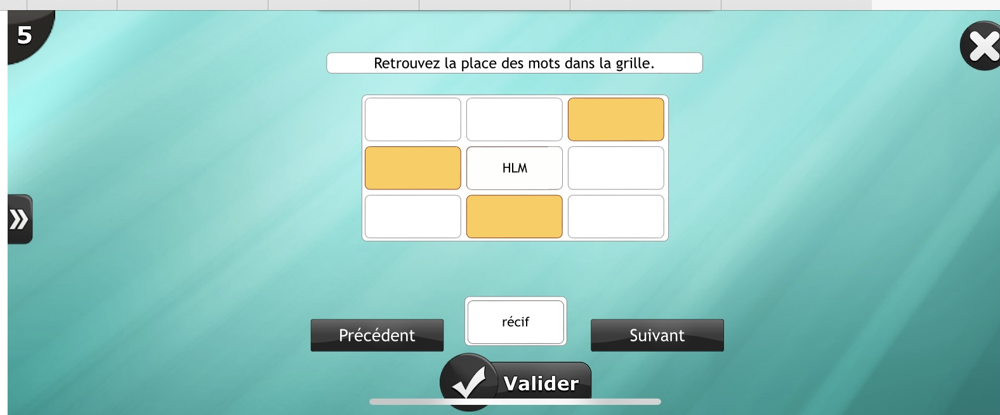 5
Retrouvez la place des mots dans la grille.
HLM
récif
Précédent
Suivant
Valider